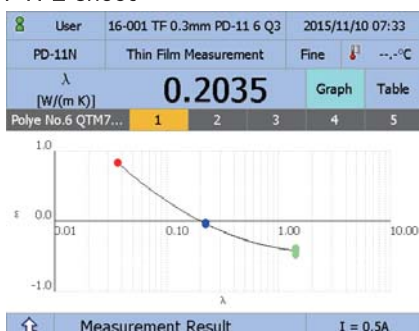 User 16-001 TF 0.3mm PD-11 6 Q3 2015/11/10 07:33
PD-11N Thin Film Measurement Fine --.-°C
λ [W/(m K)] 0.2035 Graph Table
Polye No.6 QTM7... 1 2 3 4 5
1.0
0.0
0.01 0.10 1.00 10.00
ε
-1.0
λ
Measurement Result I = 0.5A